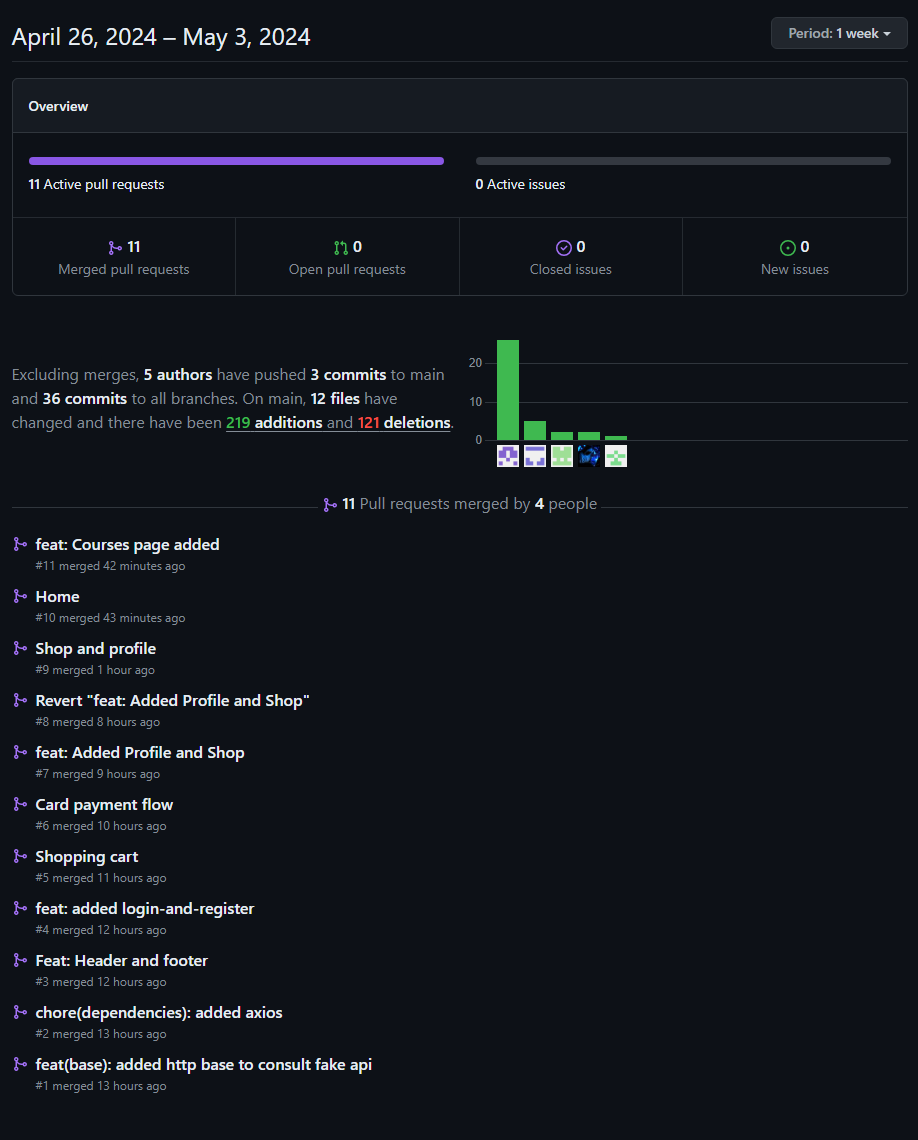 April 26, 2024 – May 3, 2024
Period: 1 week
Overview
11 Active pull requests
0 Active issues
11
Merged pull requests
0
Open pull requests
0
Closed issues
0
New issues
Excluding merges, 5 authors have pushed 3 commits to main
and 36 commits to all branches. On main, 12 files have
changed and there have been 219 additions and 121 deletions.
20
10
0
11 Pull requests merged by 4 people
feat: Courses page added
#11 merged 42 minutes ago
Home
#10 merged 43 minutes ago
Shop and profile
#9 merged 1 hour ago
Revert "feat: Added Profile and Shop"
#8 merged 8 hours ago
feat: Added Profile and Shop
#7 merged 9 hours ago
Card payment flow
#6 merged 10 hours ago
Shopping cart
#5 merged 11 hours ago
feat: added login-and-register
#4 merged 12 hours ago
Feat: Header and footer
#3 merged 12 hours ago
chore(dependencies): added axios
#2 merged 13 hours ago
feat(base): added http base to consult fake api
#1 merged 13 hours ago